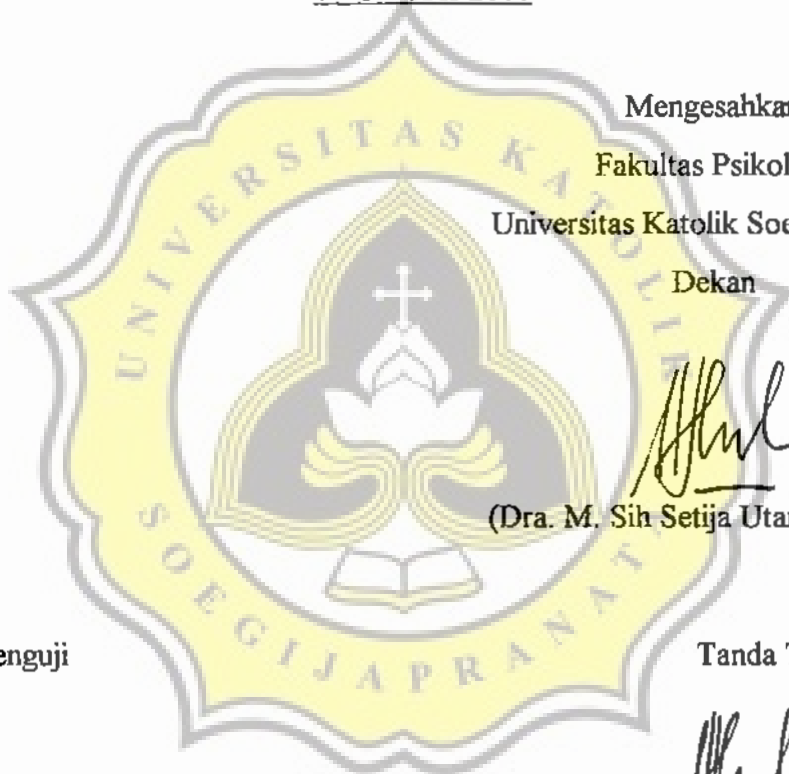 Mengesahkan
Fakultas Psikol
Universitas Katolik Soe
Dekan
(Dra. M. Sih Setija Uta
enguji
Tanda
UNIVERSITAS KATOLIK
SOEGIJAPRANATA